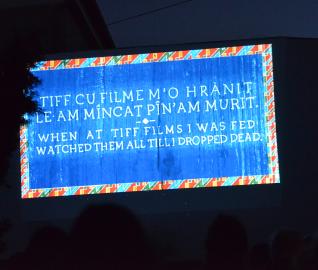 TIFF CU FILME M'O HRANIT
LE'AM MÎNCAT PÎN'AM MURIT.
WHEN AT TIFF FILMS I WAS FED
WATCHED THEM ALL TILL I DROPPED DEAD.